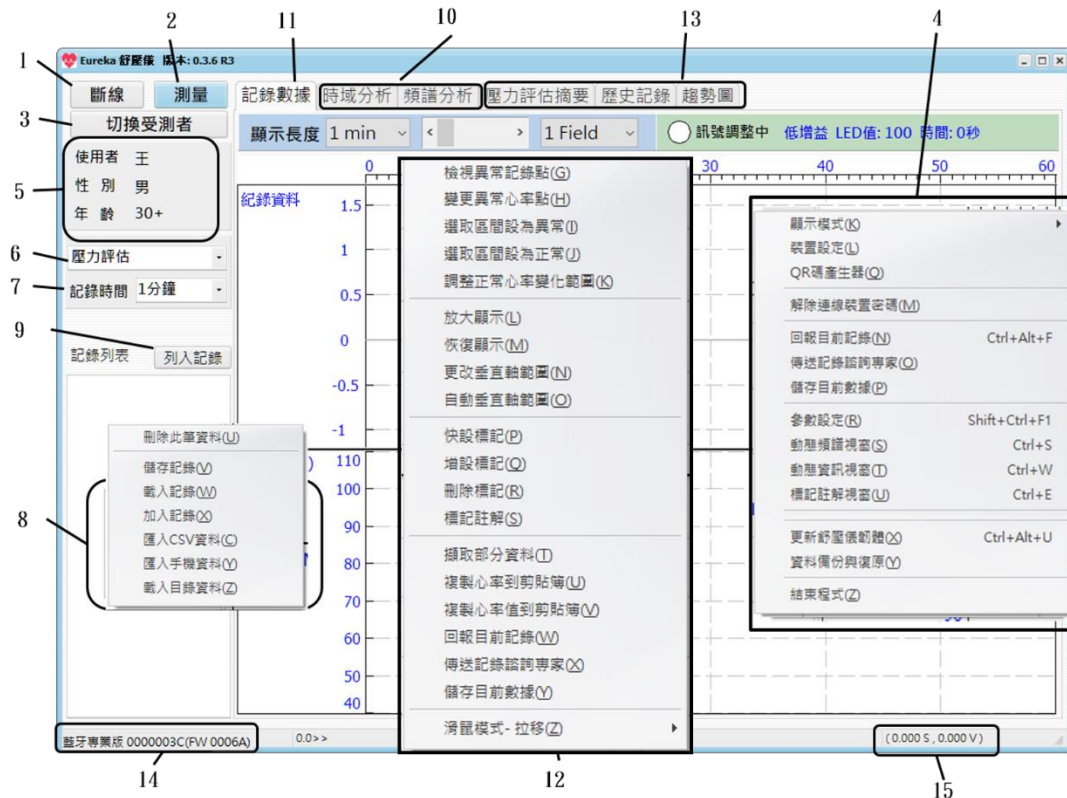 2 11 10 13 4
1 Eureka 舒壓儀 版本: 0.3.6 R3
斷線 測量 記錄數據 時域分析 頻譜分析 壓力評估摘要 歷史記錄 趨勢圖
3 切換受測者 顯示長度 1 min < > 1 Field 訊號調整中 低增益 LED值: 100 時間: 0秒
0 30 40 50 60
5
使用者 王
性 別 男
年 齡 30+
6 壓力評估
7 記錄時間 1分鐘
9
記錄列表 列入記錄
8
刪除此筆資料(U)
儲存記錄(V)
載入記錄(W)
加入記錄(X)
匯入CSV資料(C)
匯入手機資料(Y)
載入目錄資料(Z)
紀錄資料
1.5
1
0.5
0
-0.5
-1
)
110
100
90
80
70
60
50
40
檢視異常記錄點(G)
變更異常心率點(H)
選取區間設為異常(I)
選取區間設為正常(J)
調整正常心率變化範圍(K)
放大顯示(L)
恢復顯示(M)
更改垂直軸範圍(N)
自動垂直軸範圍(O)
快設標記(P)
增設標記(Q)
刪除標記(R)
標記註解(S)
擷取部分資料(T)
複製心率到剪貼簿(U)
複製心率值到剪貼簿(V)
回報目前記錄(W)
傳送記錄諮詢專家(X)
儲存目前數據(Y)
滑鼠模式- 拉移(Z)
顯示模式(K)
裝置設定(L)
QR碼產生器(Q)
解除連線裝置密碼(M)
回報目前記錄(N) Ctrl+Alt+F
傳送記錄諮詢專家(O)
儲存目前數據(P)
參數設定(R) Shift+Ctrl+F1
動態頻譜視窗(S) Ctrl+S
動態資訊視窗(T) Ctrl+W
標記註解視窗(U) Ctrl+E
更新舒壓儀韌體(X) Ctrl+Alt+U
資料備份與復原(Y)
結束程式(Z)
藍牙專業版 0000003C(FW 0006A) 0.0>> (0.000 S , 0.000 V )
14 12 15